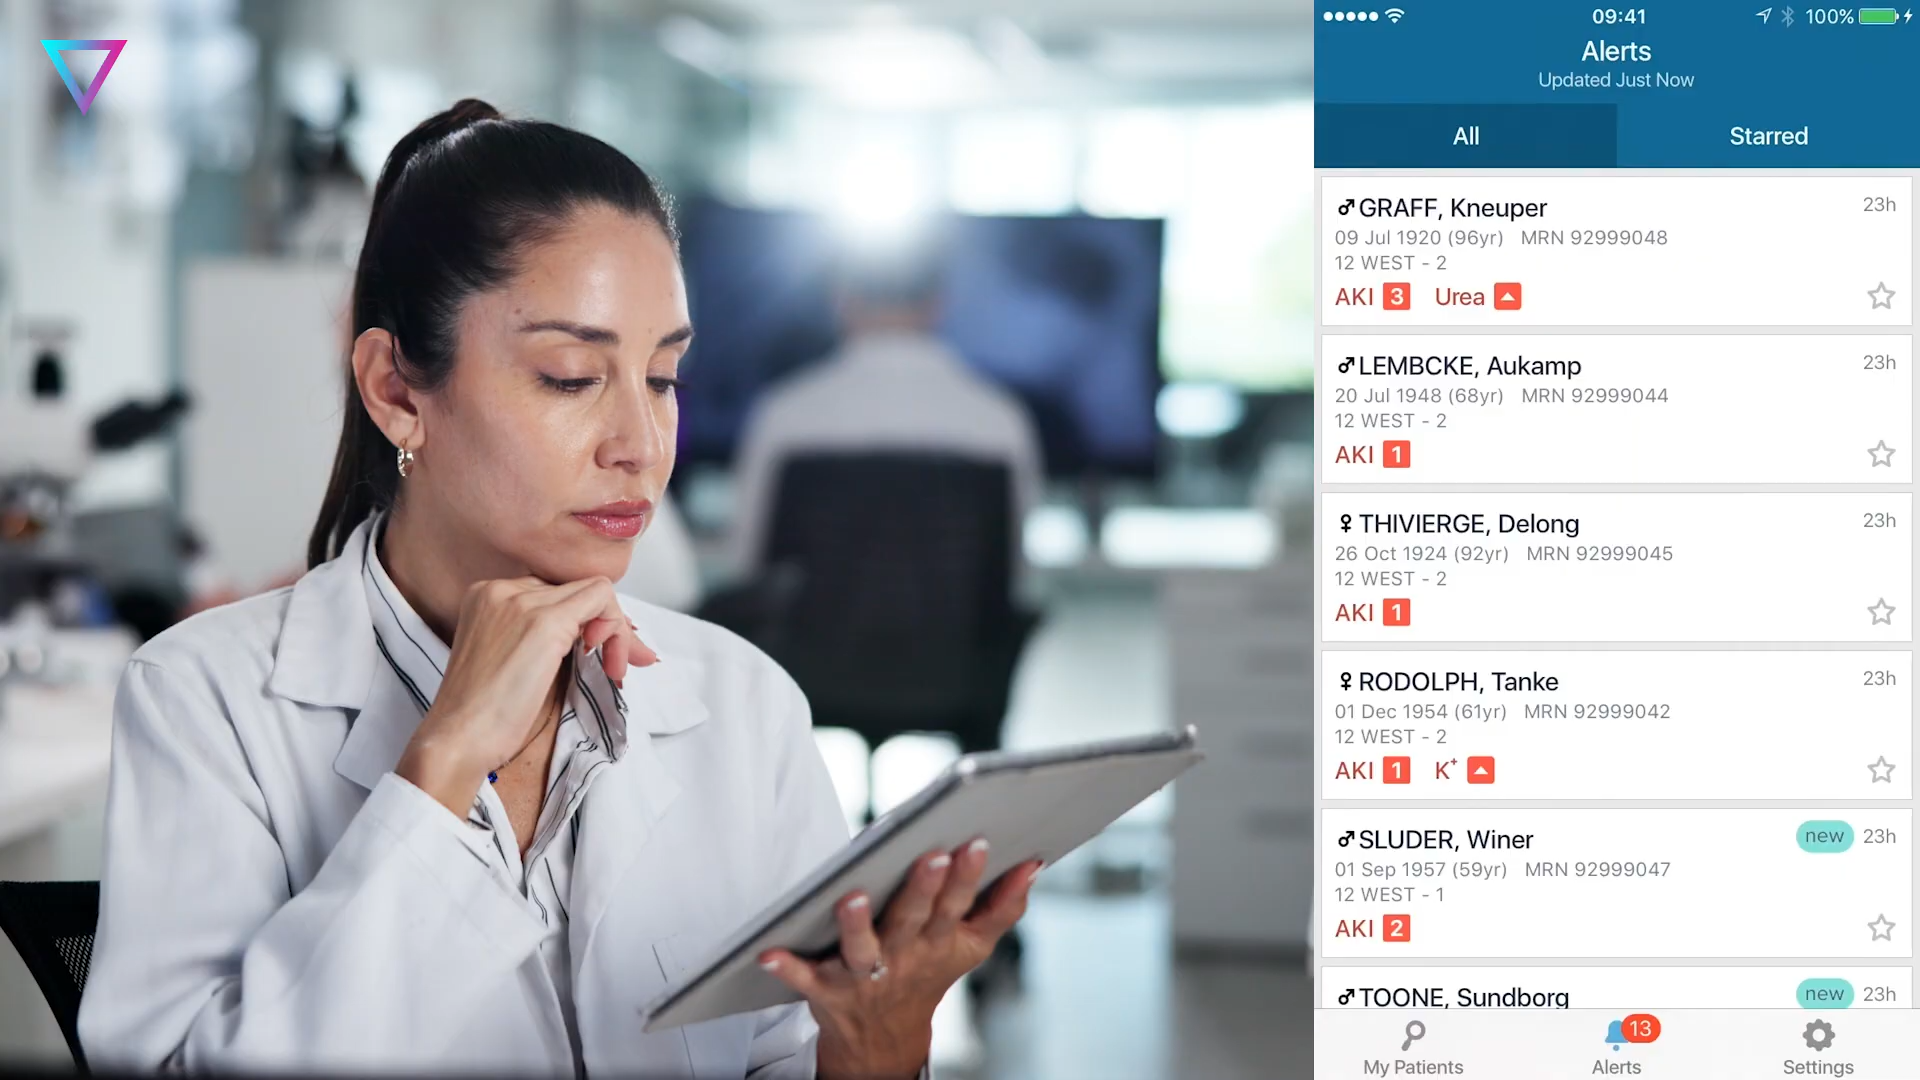 09:41
100%
Alerts
Updated Just Now
All
Starred
GRAFF, Kneuper
23h
09 Jul 1920 (96yr) MRN 92999048
12 WEST - 2
AKI 3 Urea
LEMBCKE, Aukamp
23h
20 Jul 1948 (68yr) MRN 92999044
12 WEST - 2
AKI 1
THIVIERGE, Delong
23h
26 Oct 1924 (92yr) MRN 92999045
12 WEST - 2
AKI 1
RODOLPH, Tanke
23h
01 Dec 1954 (61yr) MRN 92999042
12 WEST - 2
AKI 1 K+
SLUDER, Winer
new 23h
01 Sep 1957 (59yr) MRN 92999047
12 WEST - 1
AKI 2
TOONE, Sundborg
new 23h
13
My Patients
Alerts
Settings